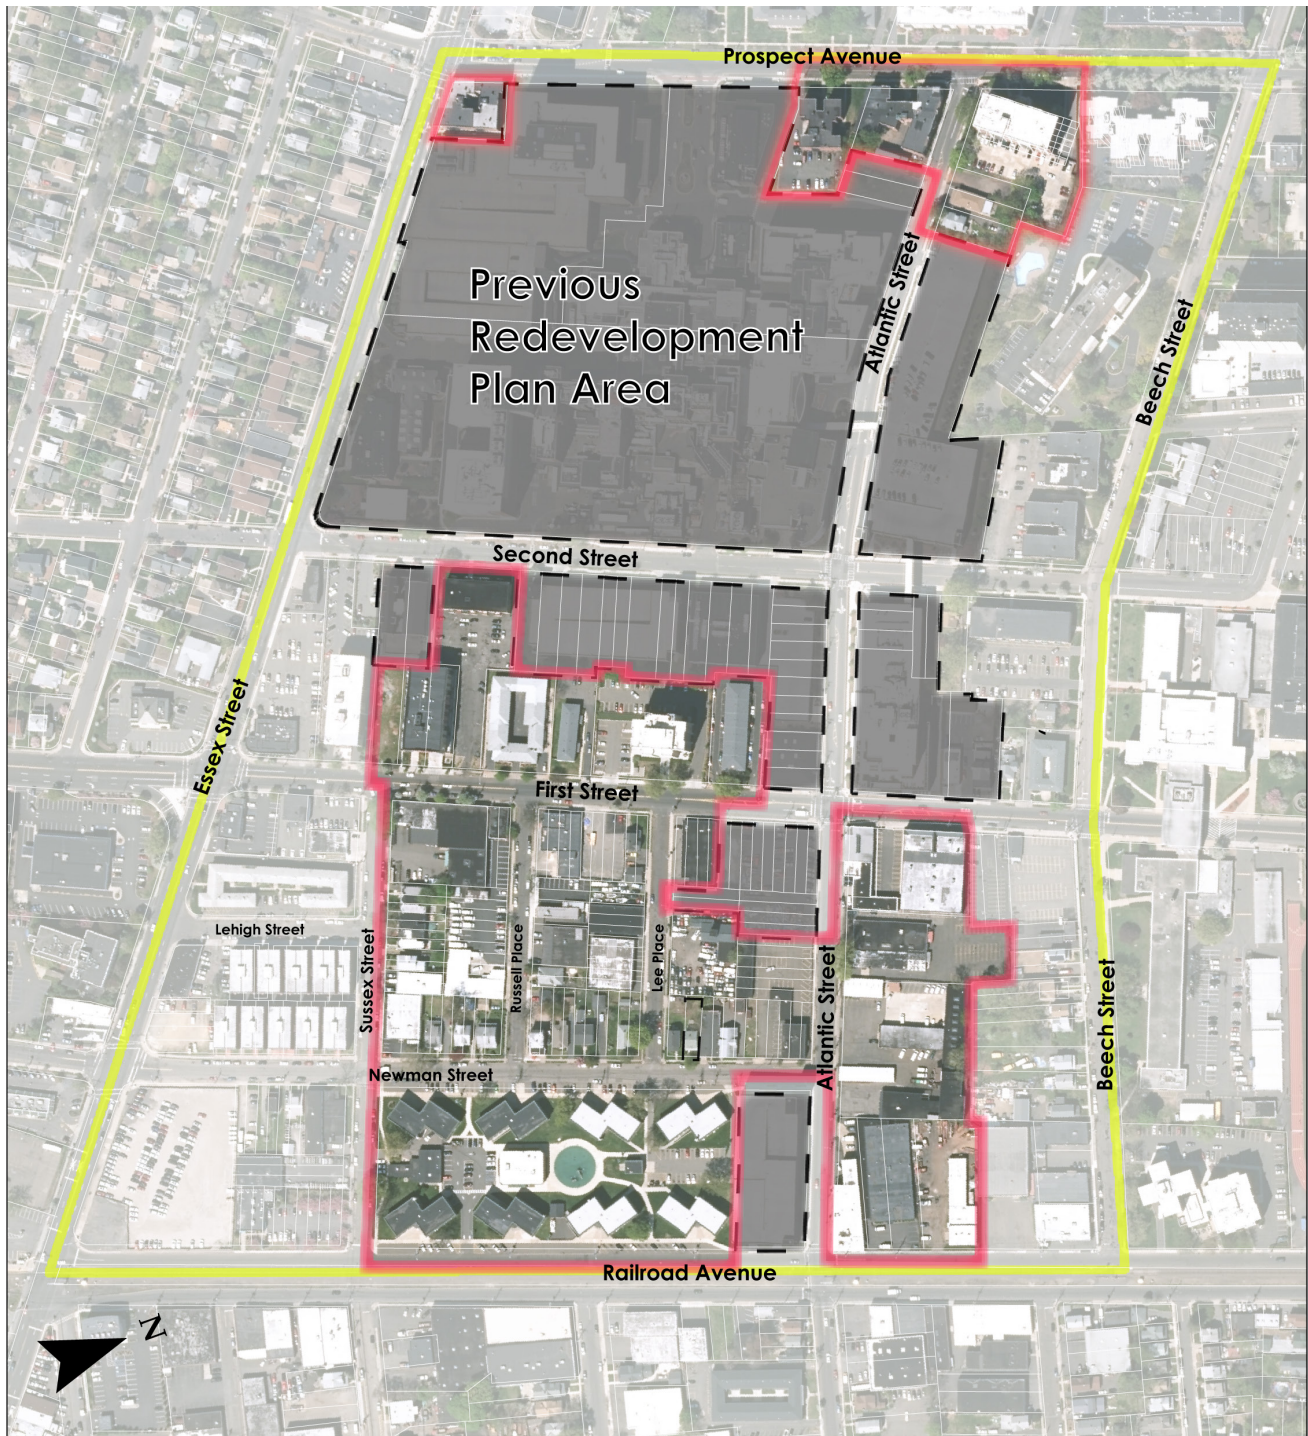 Prospect Avenue
Previous
Redevelopment
Plan Area
Atlantic Street
Beech Street
Second Street
Essex Street
First Street
Lehigh Street
Sussex Street
Russell Place
Lee Place
Atlantic Street
Beech Street
Newman Street
Railroad Avenue
N